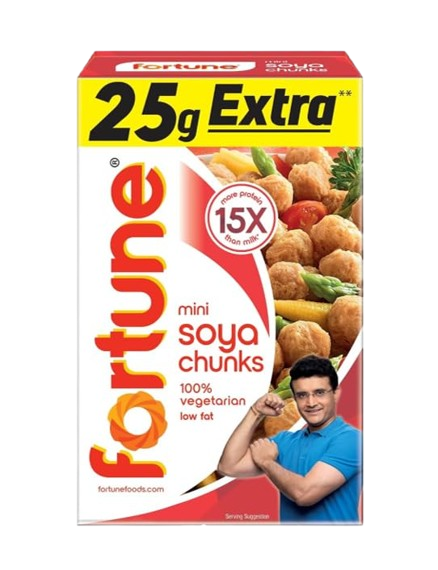 fortune
mini
soya
chunks
25g Extra**
fortune®
more protein
15X
than milk*
mini
soya
chunks
100%
vegetarian
low fat
fortunefoods.com
Serving Suggestion